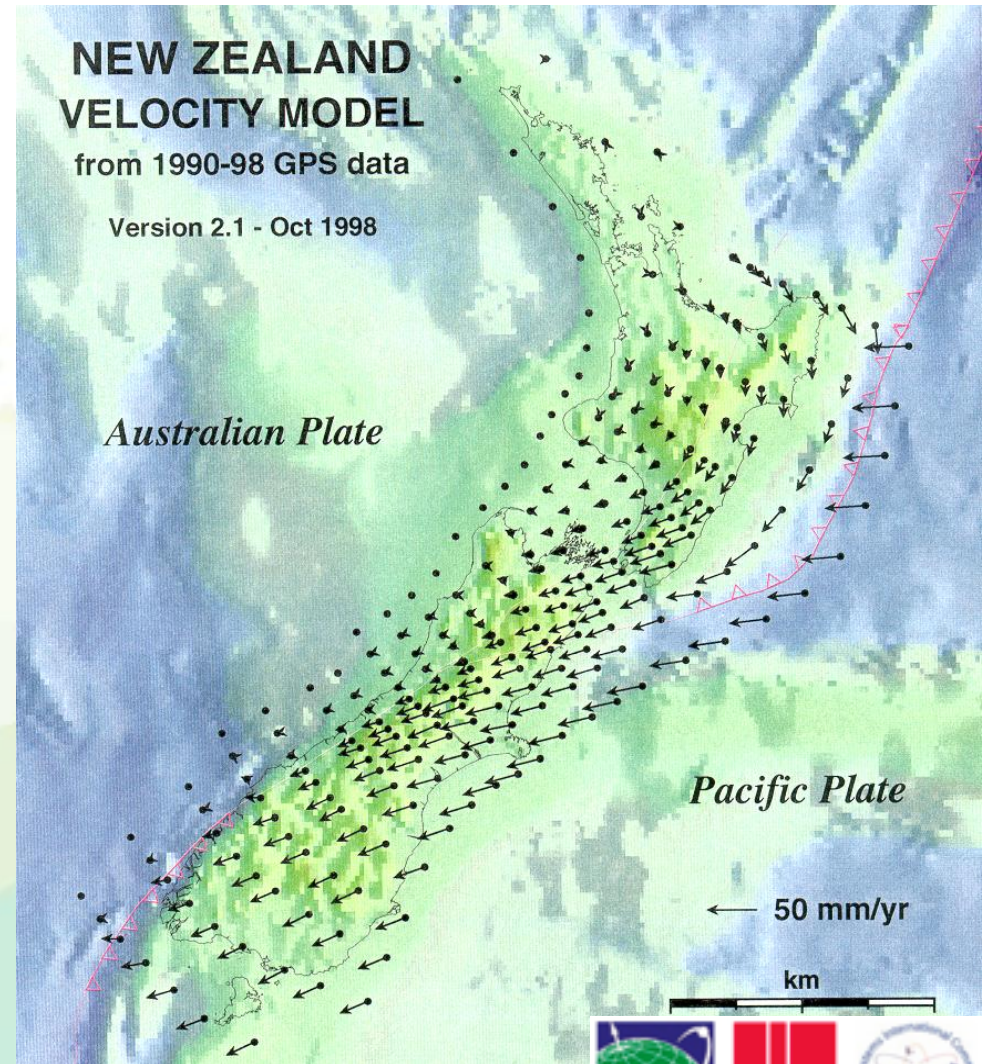 NEW ZEALAND
VELOCITY MODEL
from 1990-98 GPS data
Version 2.1 - Oct 1998
Australian Plate
Pacific Plate
50 mm/yr
km